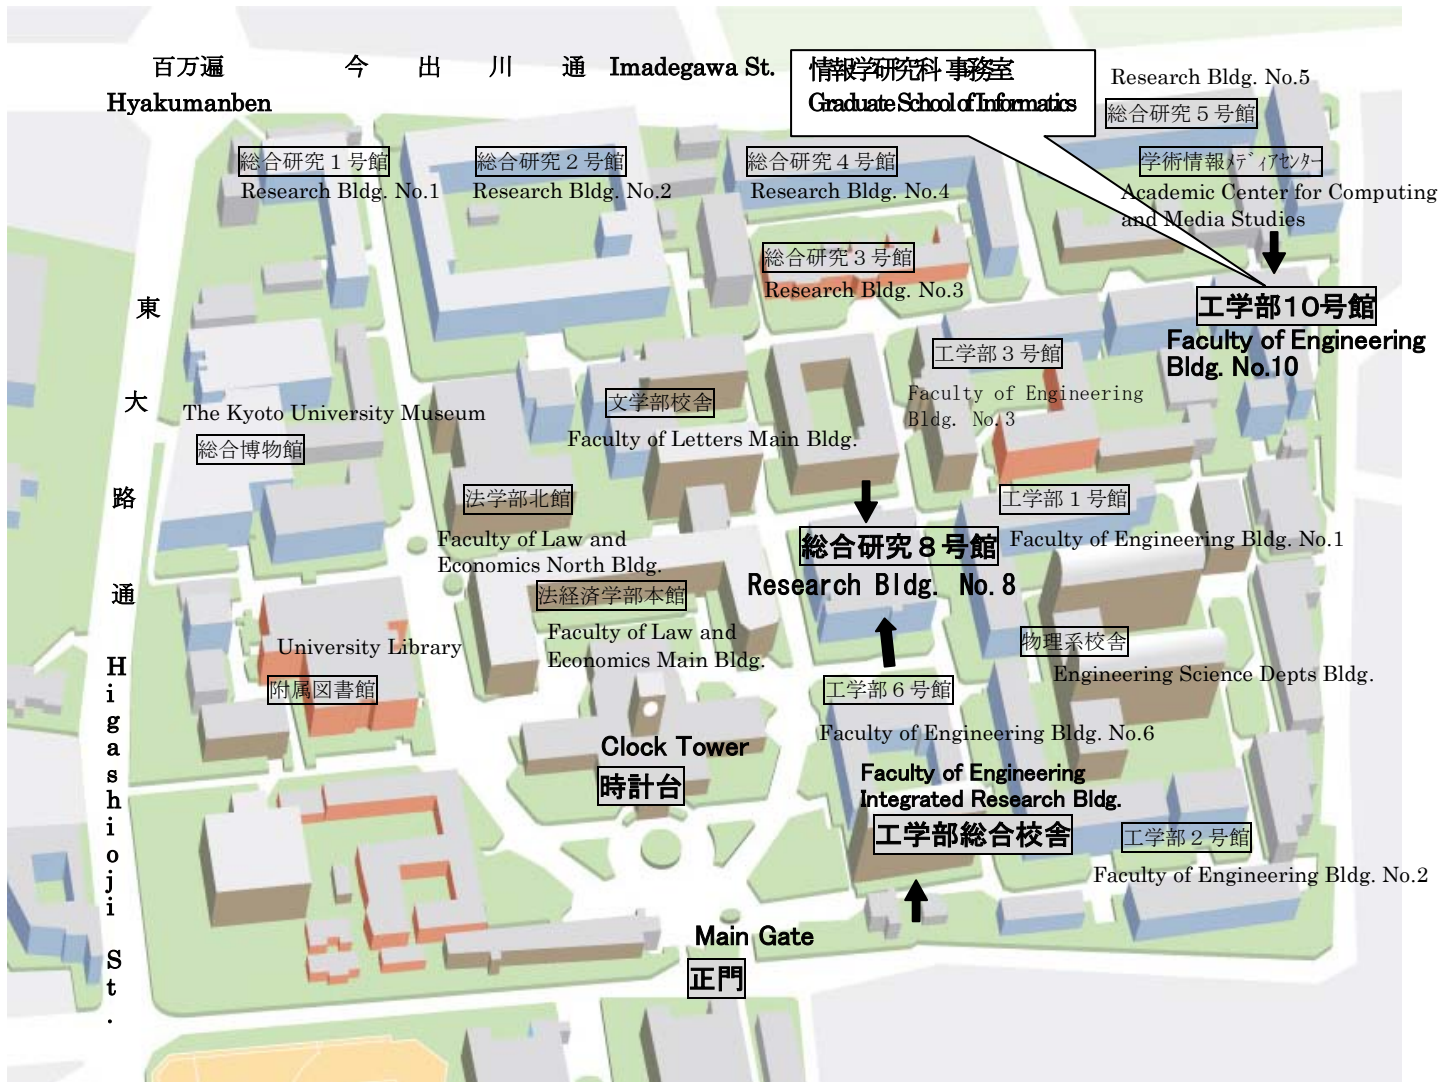 百万遍 今出川通 Imadegawa St.
Hyakumanben
情報学研究科 事務室
Graduate School of Informatics
Research Bldg. No.5
総合研究５号館
総合研究１号館
Research Bldg. No.1
総合研究２号館
Research Bldg. No.2
総合研究４号館
Research Bldg. No.4
学術情報ﾒﾃﾞｨｱｾﾝﾀｰ
Academic Center for Computing
and Media Studies
総合研究３号館
Research Bldg. No.3
工学部10号館
Faculty of Engineering
Bldg. No.10
東大路通
Higashioji St.
工学部３号館
Faculty of Engineering
Bldg. No.3
The Kyoto University Museum
総合博物館
文学部校舎
Faculty of Letters Main Bldg.
法学部北館
Faculty of Law and
Economics North Bldg.
工学部１号館
Faculty of Engineering Bldg. No.1
総合研究８号館
Research Bldg. No.8
法経済学部本館
Faculty of Law and
Economics Main Bldg.
University Library
附属図書館
物理系校舎
Engineering Science Depts Bldg.
工学部６号館
Faculty of Engineering Bldg. No.6
Clock Tower
時計台
Faculty of Engineering
Integrated Research Bldg.
工学部総合校舎
工学部２号館
Faculty of Engineering Bldg. No.2
Main Gate
正門